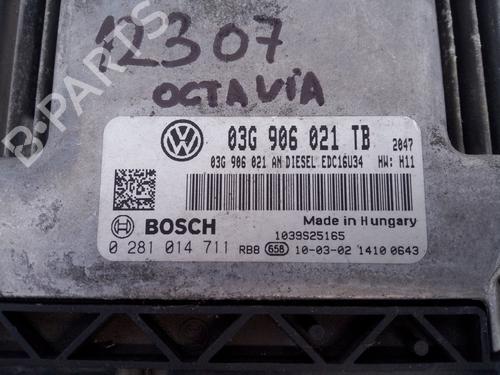 12307
OCTAVIA
03G 906 021 TB 2047
03G 906 021 AN DIESEL EDC16U34 HW: H11
BOSCH
Made in Hungary
1039S25165
0 281 014 711 RB8 658 10-03-02 1410 0643
B-PARTS